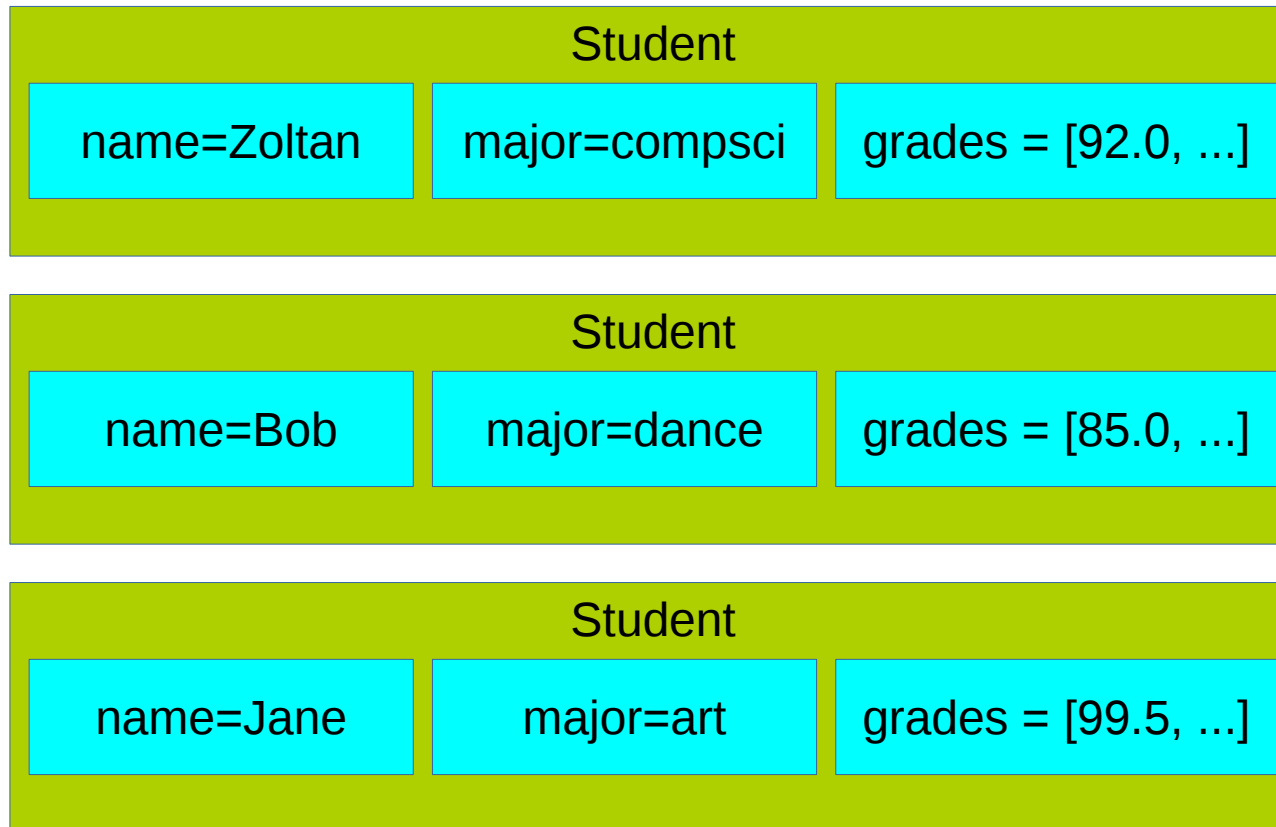 Student
name=Zoltan
major=compsci
grades = [92.0, ...]
Student
name=Bob
major=dance
grades = [85.0, ...]
Student
name=Jane
major=art
grades = [99.5, ...]